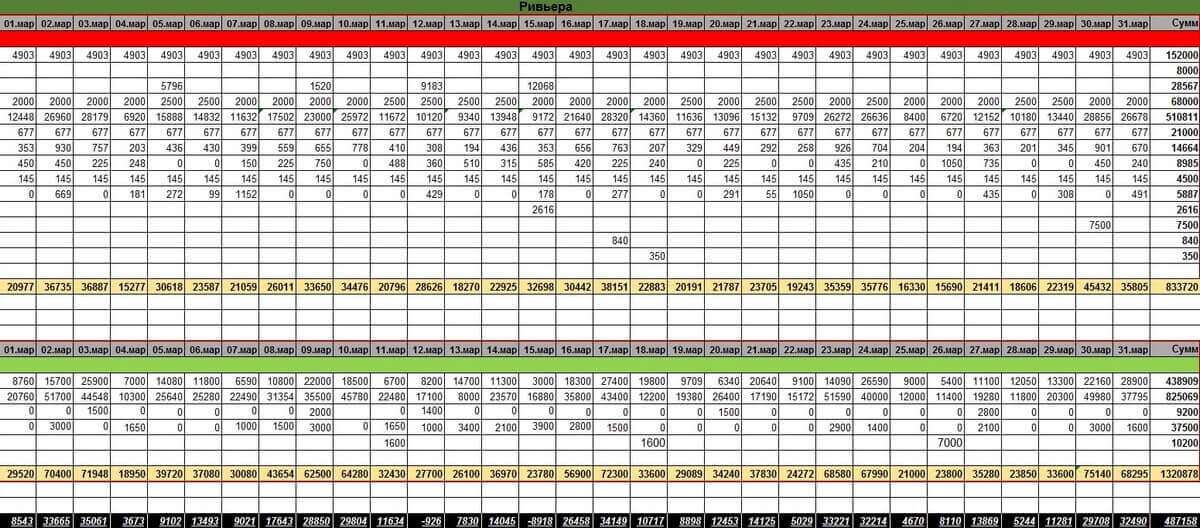 Ривьера
01.мар 02.мар 03.мар 04.мар 05.мар 06.мар 07.мар 08.мар 09.мар 10.мар 11.мар 12.мар 13.мар 14.мар 15.мар 16.мар 17.мар 18.мар 19.мар 20.мар 21.мар 22.мар 23.мар 24.мар 25.мар 26.мар 27.мар 28.мар 29.мар 30.мар 31.мар Сумм
4903 4903 4903 4903 4903 4903 4903 4903 4903 4903 4903 4903 4903 4903 4903 4903 4903 4903 4903 4903 4903 4903 4903 4903 4903 4903 4903 4903 4903 4903 4903 152000
8000
5796 1520 9183 12068 28567
2000 2000 2000 2000 2500 2500 2000 2000 2000 2000 2500 2500 2500 2500 2000 2000 2000 2000 2500 2000 2500 2500 2500 2500 2000 2000 2000 2500 2500 2000 2000 68000
12448 26960 28179 6920 15888 14832 11632 17502 23000 25972 11672 10120 9340 13948 9172 21640 28320 14360 11636 13096 15132 9709 26272 26636 8400 6720 12152 10180 13440 28856 26678 510811
677 677 677 677 677 677 677 677 677 677 677 677 677 677 677 677 677 677 677 677 677 677 677 677 677 677 677 677 677 677 677 21000
353 930 757 203 436 430 399 559 655 778 410 308 194 436 353 656 763 207 329 449 292 258 926 704 204 194 363 201 345 901 670 14664
450 450 225 248 0 0 150 225 750 0 488 360 510 315 585 420 225 240 0 225 0 0 435 210 0 1050 735 0 0 450 240 8985
145 145 145 145 145 145 145 145 145 145 145 145 145 145 145 145 145 145 145 145 145 145 145 145 145 145 145 145 145 145 145 4500
0 669 0 181 272 99 1152 0 0 0 0 429 0 0 178 0 277 0 0 291 55 1050 0 0 0 0 435 0 308 0 491 5887
2616 2616
7500 7500
840 840
350 350
20977 36735 36887 15277 30618 23587 21059 26011 33650 34476 20796 28626 18270 22925 32698 30442 38151 22883 20191 21787 23705 19243 35359 35776 16330 15690 21411 18606 22319 45432 35805 833720
01.мар 02.мар 03.мар 04.мар 05.мар 06.мар 07.мар 08.мар 09.мар 10.мар 11.мар 12.мар 13.мар 14.мар 15.мар 16.мар 17.мар 18.мар 19.мар 20.мар 21.мар 22.мар 23.мар 24.мар 25.мар 26.мар 27.мар 28.мар 29.мар 30.мар 31.мар Сумм
8760 15700 25900 7000 14080 11800 6590 10800 22000 18500 6700 8200 14700 11300 3000 18300 27400 19800 9709 6340 20640 9100 14090 26590 9000 5400 11100 12050 13300 22160 28900 438909
20760 51700 44548 10300 25640 25280 22490 31354 35500 45780 22480 17100 8000 23570 16880 35800 43400 12200 19380 26400 17190 15172 51590 40000 12000 11400 19280 11800 20300 49980 37795 825069
0 0 1500 0 0 0 0 0 2000 0 0 1400 0 0 0 0 0 0 0 1500 0 0 0 0 0 0 2800 0 0 0 0 9200
0 3000 0 1650 0 0 1000 1500 3000 0 1650 1000 3400 2100 3900 2800 1500 0 0 0 0 0 2900 1400 0 0 2100 0 0 3000 1600 37500
1600 1600 7000 10200
29520 70400 71948 18950 39720 37080 30080 43654 62500 64280 32430 27700 26100 36970 23780 56900 72300 33600 29089 34240 37830 24272 68580 67990 21000 23800 35280 23850 33600 75140 68295 1320878
8543 33665 35061 3673 9102 13493 9021 17643 28850 29804 11634 -926 7830 14045 -8918 26458 34149 10717 8898 12453 14125 5029 33221 32214 4670 8110 13869 5244 11281 29708 32490 487158